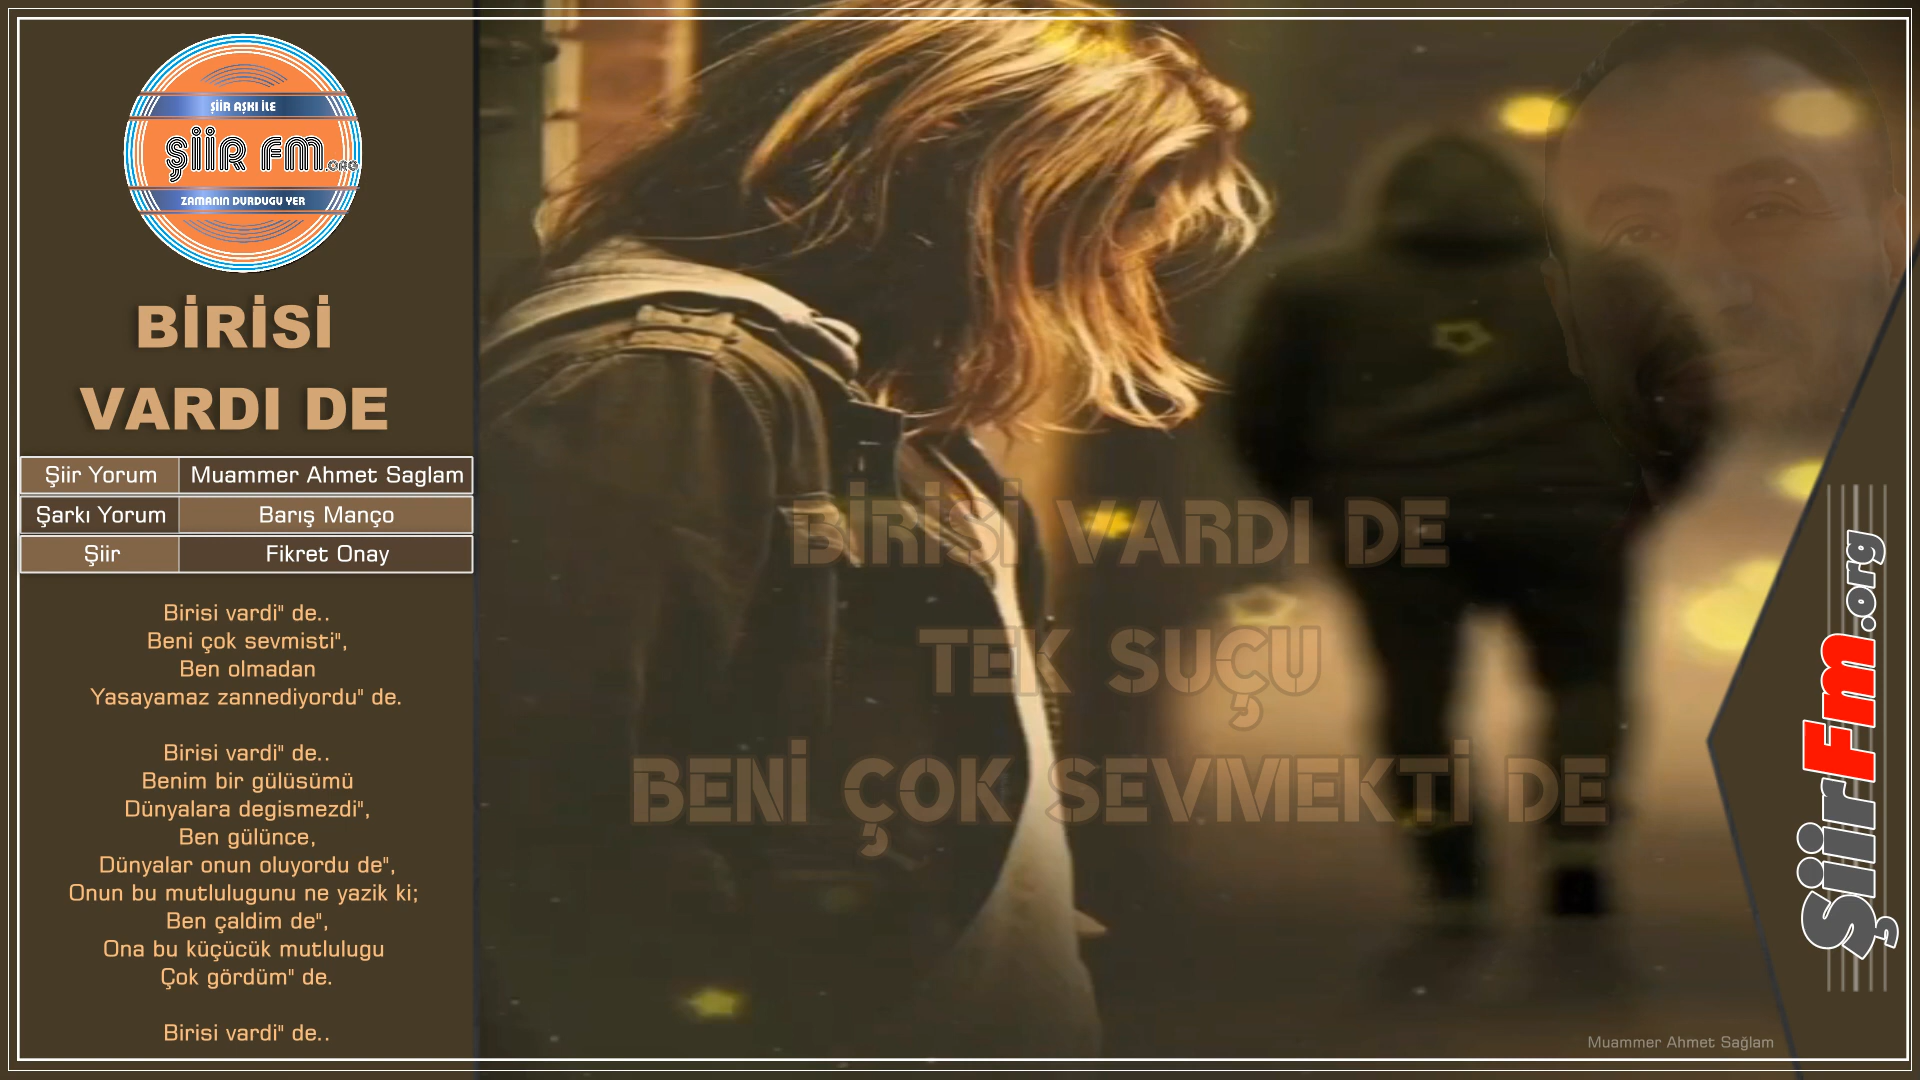 ŞİİR AŞKI İLE
ŞİİR FM.ORG
ZAMANIN DURDUGU YER
BİRİSİ
VARDI DE
Şiir Yorum Muammer Ahmet Saglam
Şarkı Yorum Barış Manço
Şiir Fikret Onay
Birisi vardi" de..
Beni çok sevmisti",
Ben olmadan
Yasayamaz zannediyordu" de.
Birisi vardi" de..
Benim bir gülüsümü
Dünyalara degismezdi",
Ben gülünce,
Dünyalar onun oluyordu de",
Onun bu mutlulugunu ne yazik ki;
Ben çaldim de",
Ona bu küçücük mutlulugu
Çok gördüm" de.
Birisi vardi" de..
BİRİSİ VARDI DE
TEK SUÇU
BENİ ÇOK SEVMEKTİ DE
ŞiirFm.org
Muammer Ahmet Sağlam